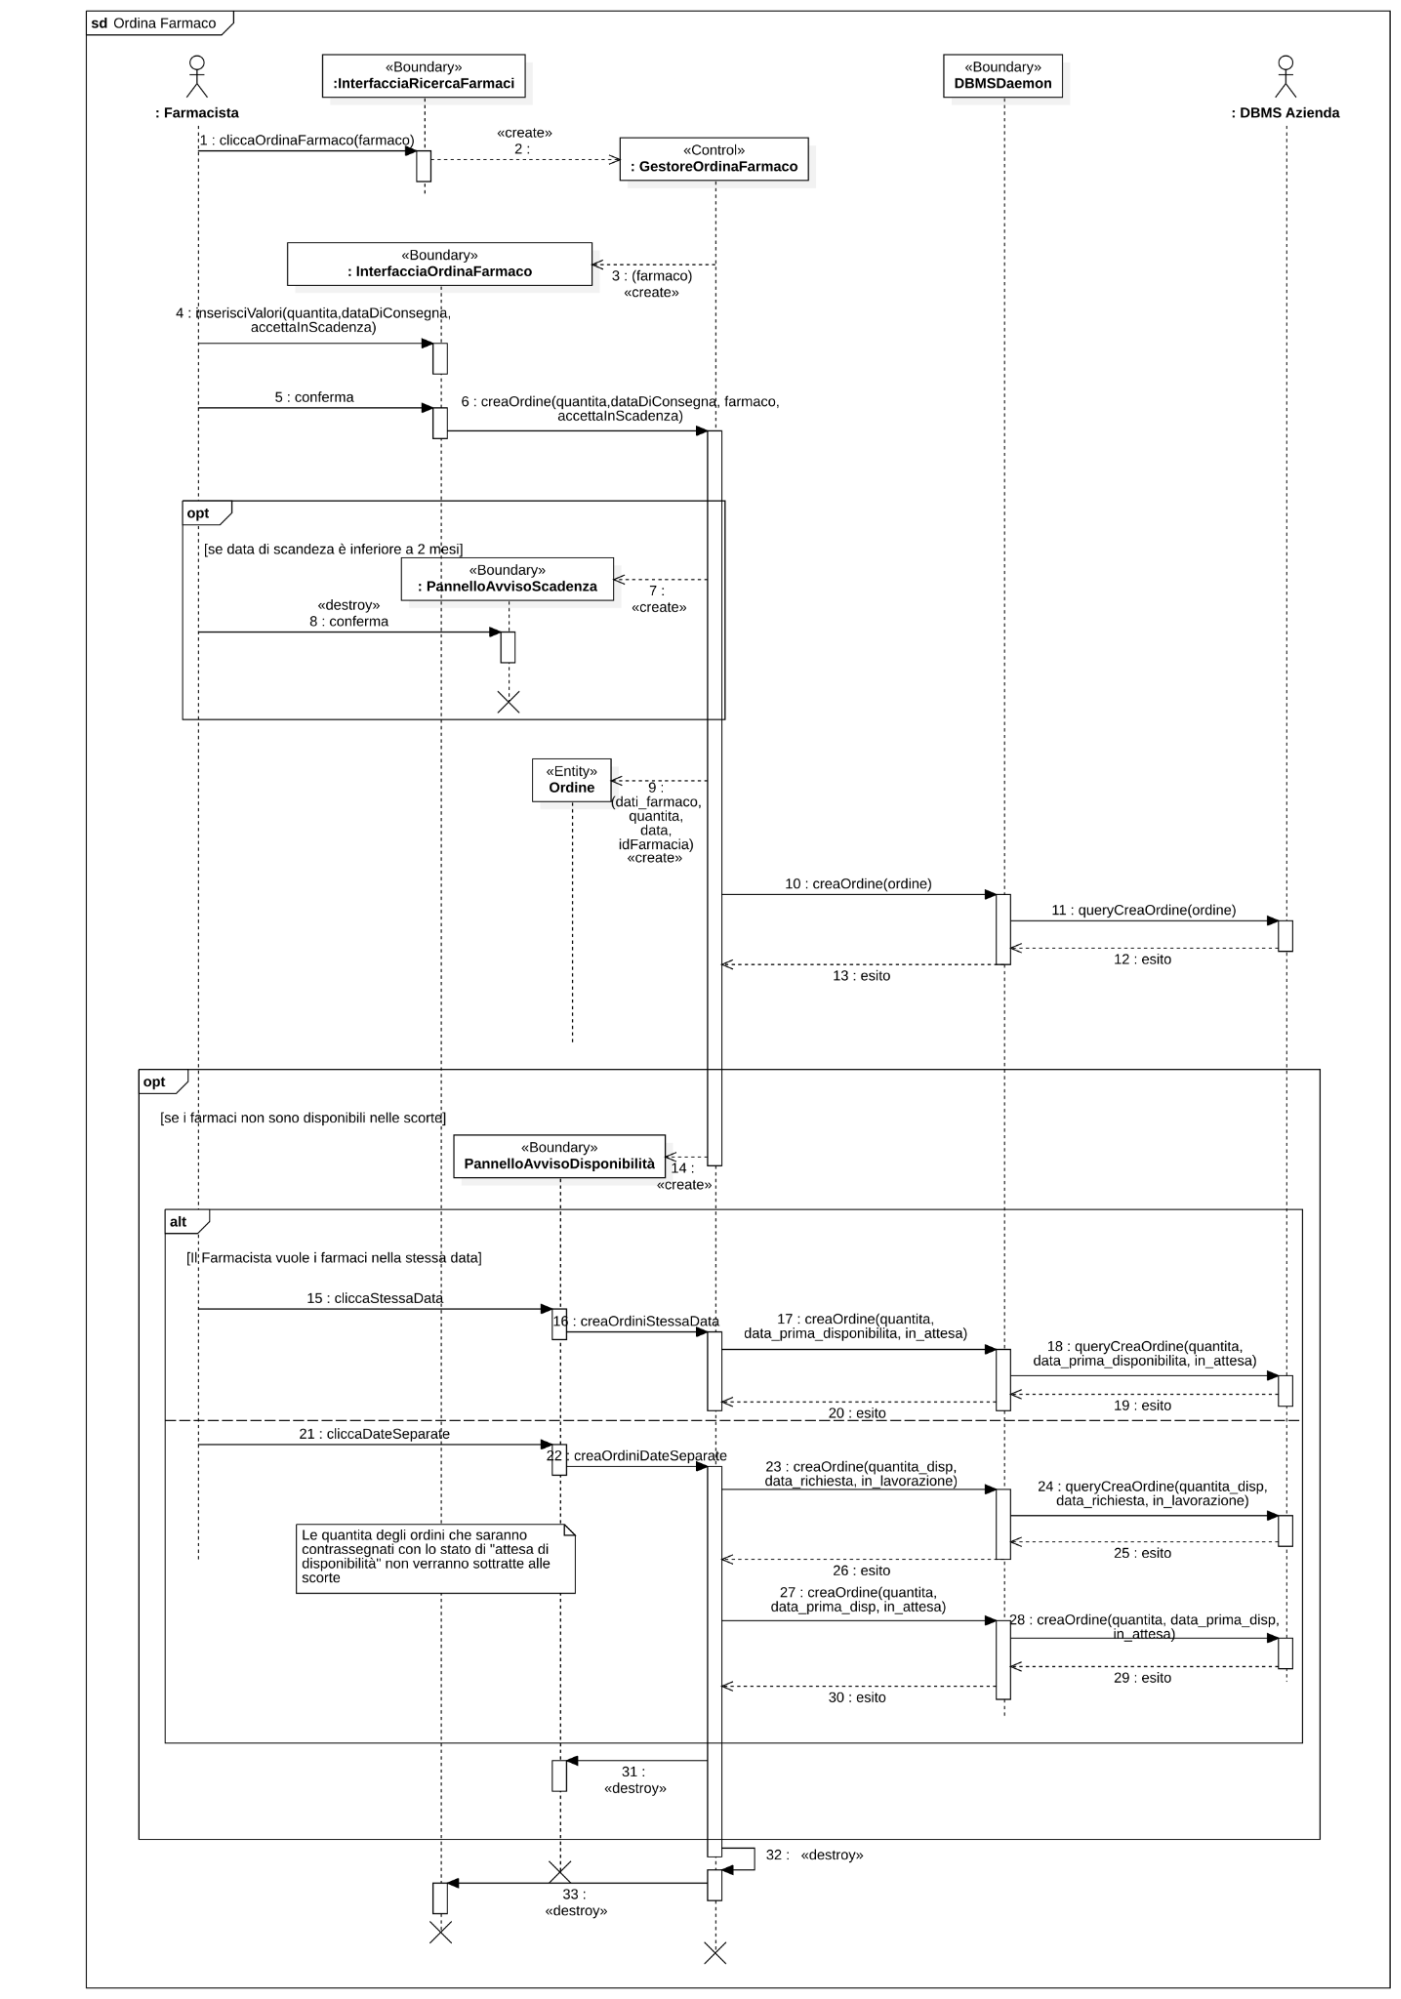 sd Ordina Farmaco
«Boundary»
:InterfacciaRicercaFarmaci
«Boundary»
DBMSDaemon
: Farmacista
: DBMS Azienda
1 : cliccaOrdinaFarmaco(farmaco)
«create»
2 :
«Control»
: GestoreOrdinaFarmaco
«Boundary»
: InterfacciaOrdinaFarmaco
3 : (farmaco)
«create»
4 : inserisciValori(quantita,dataDiConsegna,
accettaInScadenza)
5 : conferma
6 : creaOrdine(quantita,dataDiConsegna, farmaco,
accettaInScadenza)
opt
[se data di scandeza è inferiore a 2 mesi]
«Boundary»
: PannelloAvvisoScadenza
7 :
«create»
«destroy»
8 : conferma
«Entity»
Ordine
9 :
(dati_farmaco,
quantita,
data,
idFarmacia)
«create»
10 : creaOrdine(ordine)
11 : queryCreaOrdine(ordine)
12 : esito
13 : esito
opt
[se i farmaci non sono disponibili nelle scorte]
«Boundary»
PannelloAvvisoDisponibilità
14 :
«create»
alt
[Il Farmacista vuole i farmaci nella stessa data]
15 : cliccaStessaData
16 : creaOrdiniStessaData
17 : creaOrdine(quantita,
data_prima_disponibilita, in_attesa)
18 : queryCreaOrdine(quantita,
data_prima_disponibilita, in_attesa)
19 : esito
20 : esito
21 : cliccaDateSeparate
22 : creaOrdiniDateSeparate
23 : creaOrdine(quantita_disp,
data_richiesta, in_lavorazione)
24 : queryCreaOrdine(quantita_disp,
data_richiesta, in_lavorazione)
25 : esito
26 : esito
Le quantita degli ordini che saranno
contrassegnati con lo stato di "attesa di
disponibilità" non verranno sottratte alle
scorte
27 : creaOrdine(quantita,
data_prima_disp, in_attesa)
28 : creaOrdine(quantita, data_prima_disp,
in_attesa)
29 : esito
30 : esito
31 :
«destroy»
32 : «destroy»
33 :
«destroy»